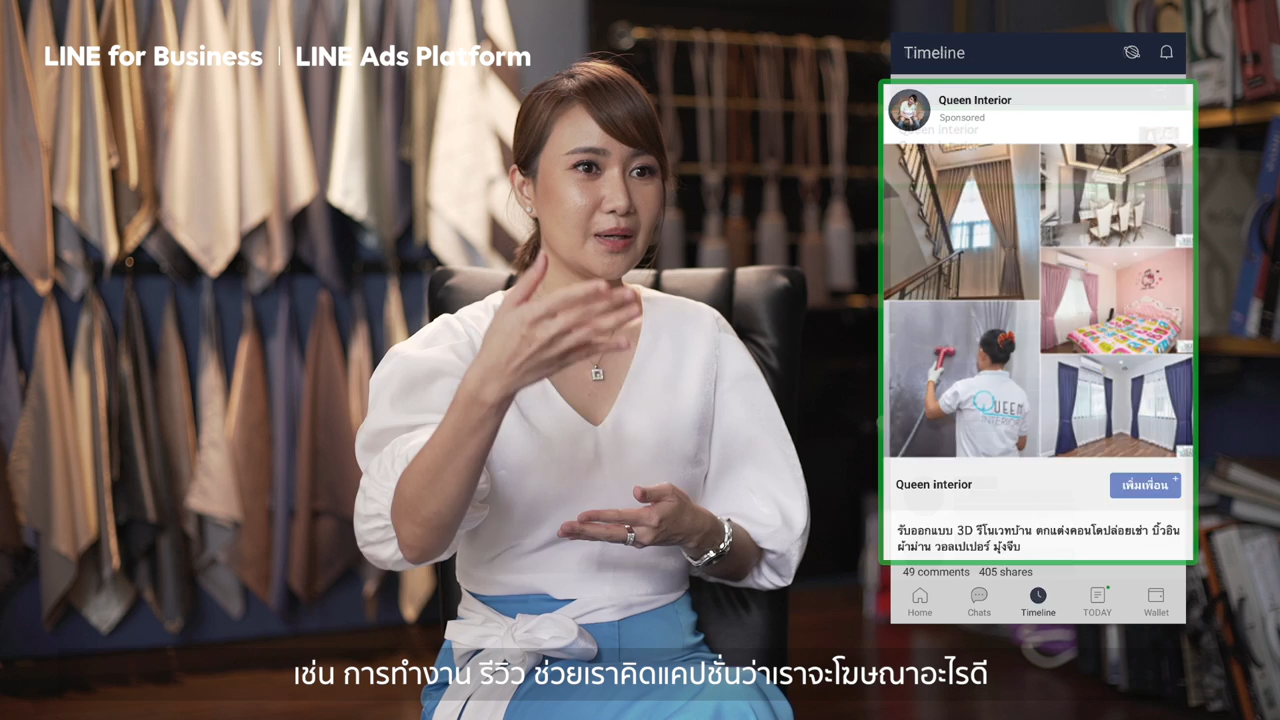 LINE for Business | LINE Ads Platform
Timeline
Queen Interior
Sponsored
Queen interior
QUEEN
INTERIOR
Queen interior
เพิ่มเพื่อน
รับออกแบบ 3D รีโนเวทบ้าน ตกแต่งคอนโดปล่อยเช่า บิ้วอิน
ผ้าม่าน วอลเปเปอร์ มุ้งจีบ
49 comments 405 shares
Home Chats Timeline TODAY Wallet
เช่น การทำงาน รีวิว ช่วยเราคิดแคปชั่นว่าเราจะโฆษณาอะไรดี